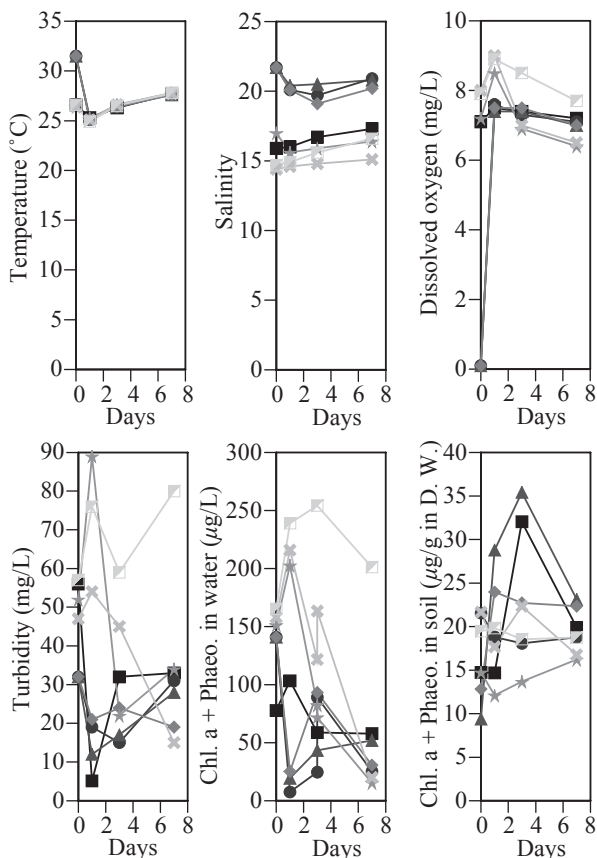 Temperature (˚C)
35
30
25
20
15
10
5
0
0 2 4 6 8
Days
Salinity
25
20
15
10
5
0
0 2 4 6 8
Days
Dissolved oxygen (mg/L)
10
8
6
4
2
0
0 2 4 6 8
Days
Turbidity (mg/L)
90
80
70
60
50
40
30
20
10
0
0 2 4 6 8
Days
Chl. a + Phaeo. in water (µg/L)
300
250
200
150
100
50
0
0 2 4 6 8
Days
Chl. a + Phaeo. in soil (µg/g in D. W.)
40
35
30
25
20
15
10
5
0
0 2 4 6 8
Days